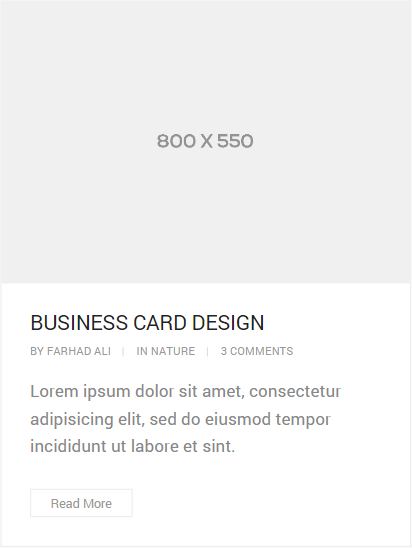 800 X 550
BUSINESS CARD DESIGN
BY FARHAD ALI | IN NATURE | 3 COMMENTS
Lorem ipsum dolor sit amet, consectetur
adipisicing elit, sed do eiusmod tempor
incididunt ut labore et sint.
Read More